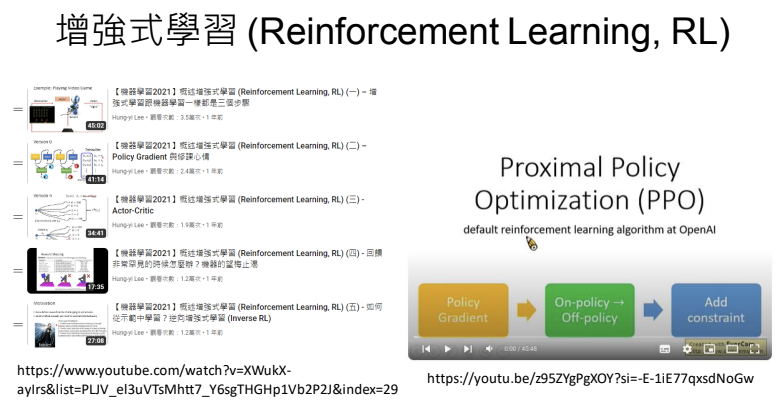 增強式學習 (Reinforcement Learning, RL)
Example: Playing Video Game
45:02
【機器學習2021】概述增強式學習 (Reinforcement Learning, RL) (一) – 增
強式學習跟機器學習一樣都是三個步驟
Hung-yi Lee • 觀看次數：3.5萬次 • 1 年前
Version 0
41:14
【機器學習2021】概述增強式學習 (Reinforcement Learning, RL) (二) –
Policy Gradient 與修課心情
Hung-yi Lee • 觀看次數：2.4萬次 • 1 年前
34:41
【機器學習2021】概述增強式學習 (Reinforcement Learning, RL) (三) -
Actor-Critic
Hung-yi Lee • 觀看次數：1.9萬次 • 1 年前
17:35
【機器學習2021】概述增強式學習 (Reinforcement Learning, RL) (四) - 回饋
非常罕見的時候怎麼辦？機器的望梅止渴
Hung-yi Lee • 觀看次數：1.2萬次 • 1 年前
Motivation
27:08
【機器學習2021】概述增強式學習 (Reinforcement Learning, RL) (五) - 如何
從示範中學習？逆向增強式學習 (Inverse RL)
Hung-yi Lee • 觀看次數：1.2萬次 • 1 年前
https://www.youtube.com/watch?v=XWukX-
ayIrs&list=PLJV_el3uVTsMhtt7_Y6sgTHGHp1Vb2P2J&index=29
Proximal Policy
Optimization (PPO)
default reinforcement learning algorithm at OpenAI
Policy
Gradient
On-policy →
Off-policy
Add
constraint
https://youtu.be/z95ZYgPgXOY?si=-E-1iE77qxsdNoGw